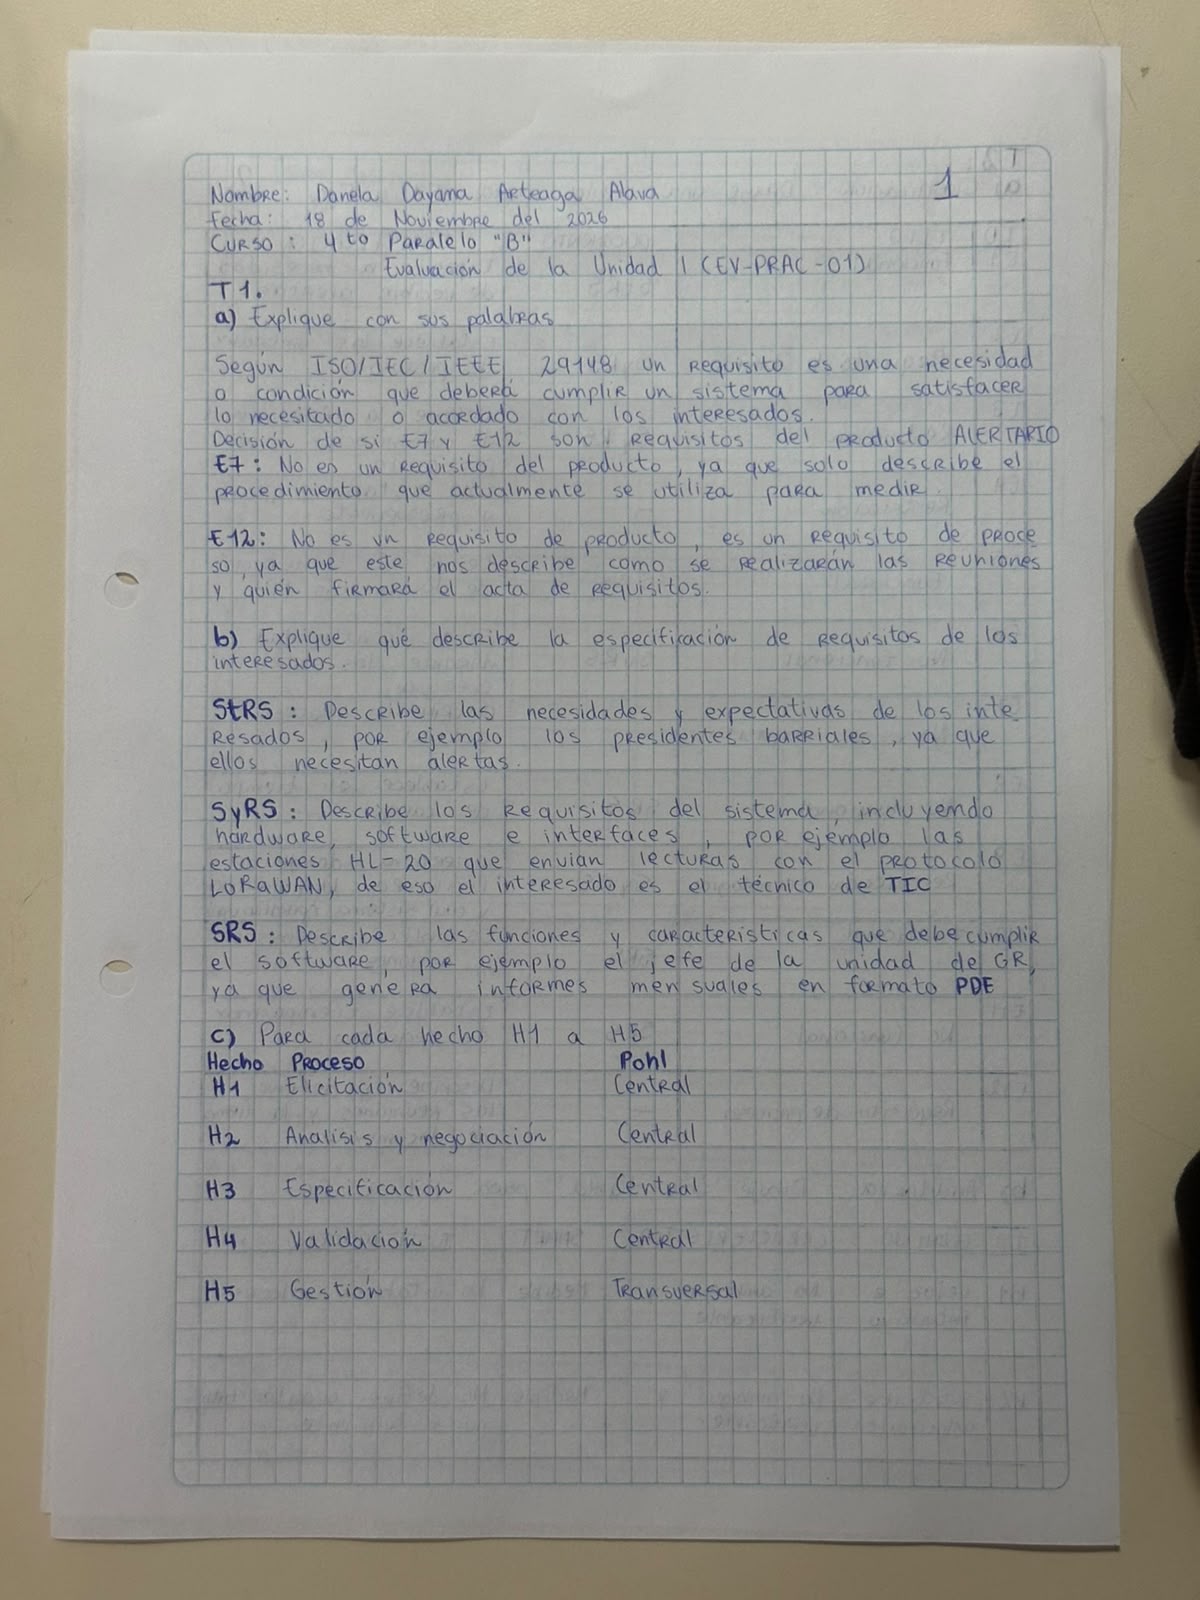 1
Nombre: Danela Dayana Arteaga Alava
Fecha: 18 de Noviembre del 2026
Curso: 4to Paralelo "B"
Evaluación de la Unidad 1 (EV-PRAC-01)
T1.
a) Explique con sus palabras
Según ISO/IEC/IEEE 29148 un requisito es una necesidad
o condición que deberá cumplir un sistema para satisfacer
lo necesitado o acordado con los interesados.
Decisión de si E7 y E12 son requisitos del producto ALERTARIO
E7: No es un requisito del producto, ya que solo describe el
procedimiento que actualmente se utiliza para medir.
E12: No es un requisito de producto, es un requisito de proce
so, ya que este nos describe como se realizarán las reuniones
y quién firmará el acta de requisitos.
b) Explique qué describe la especificación de requisitos de los
interesados.
StRS: Describe las necesidades y expectativas de los inte
resados, por ejemplo los presidentes barriales, ya que
ellos necesitan alertas.
SyRS: Describe los requisitos del sistema, incluyendo
hardware, software e interfaces, por ejemplo las
estaciones HL-20 que envian lecturas con el protocolo
LoRaWAN, de eso el interesado es el técnico de TIC
SRS: Describe las funciones y características que debe cumplir
el software, por ejemplo el jefe de la unidad de GR,
ya que genera informes mensuales en formato PDF
c) Para cada hecho H1 a H5
Hecho Proceso Pohl
H1 Elicitación Central
H2 Analisis y negociación Central
H3 Especificación Central
H4 Validación Central
H5 Gestión Transversal